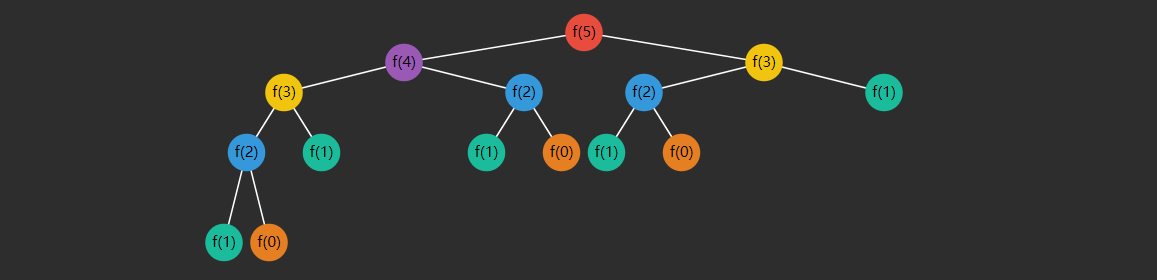 f(5)
f(4) f(3)
f(3) f(2) f(2) f(1)
f(2) f(1) f(1) f(0) f(1) f(0)
f(1) f(0)